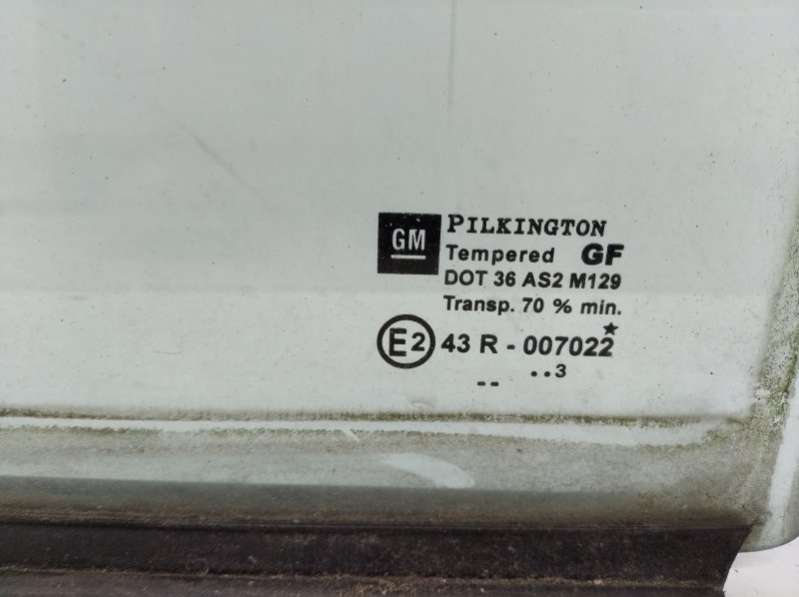 GM PILKINGTON
Tempered GF
DOT 36 AS2 M129
Transp. 70 % min.
E2 43 R - 007022*
-- ..3